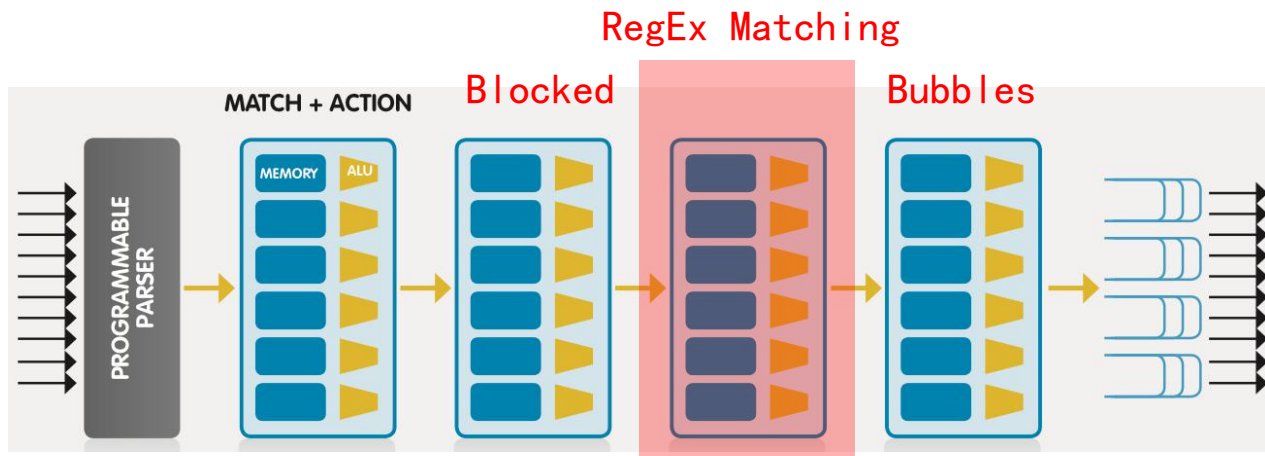 RegEx Matching
Blocked
Bubbles
MATCH + ACTION
MEMORY
ALU
PROGRAMMABLE
PARSER